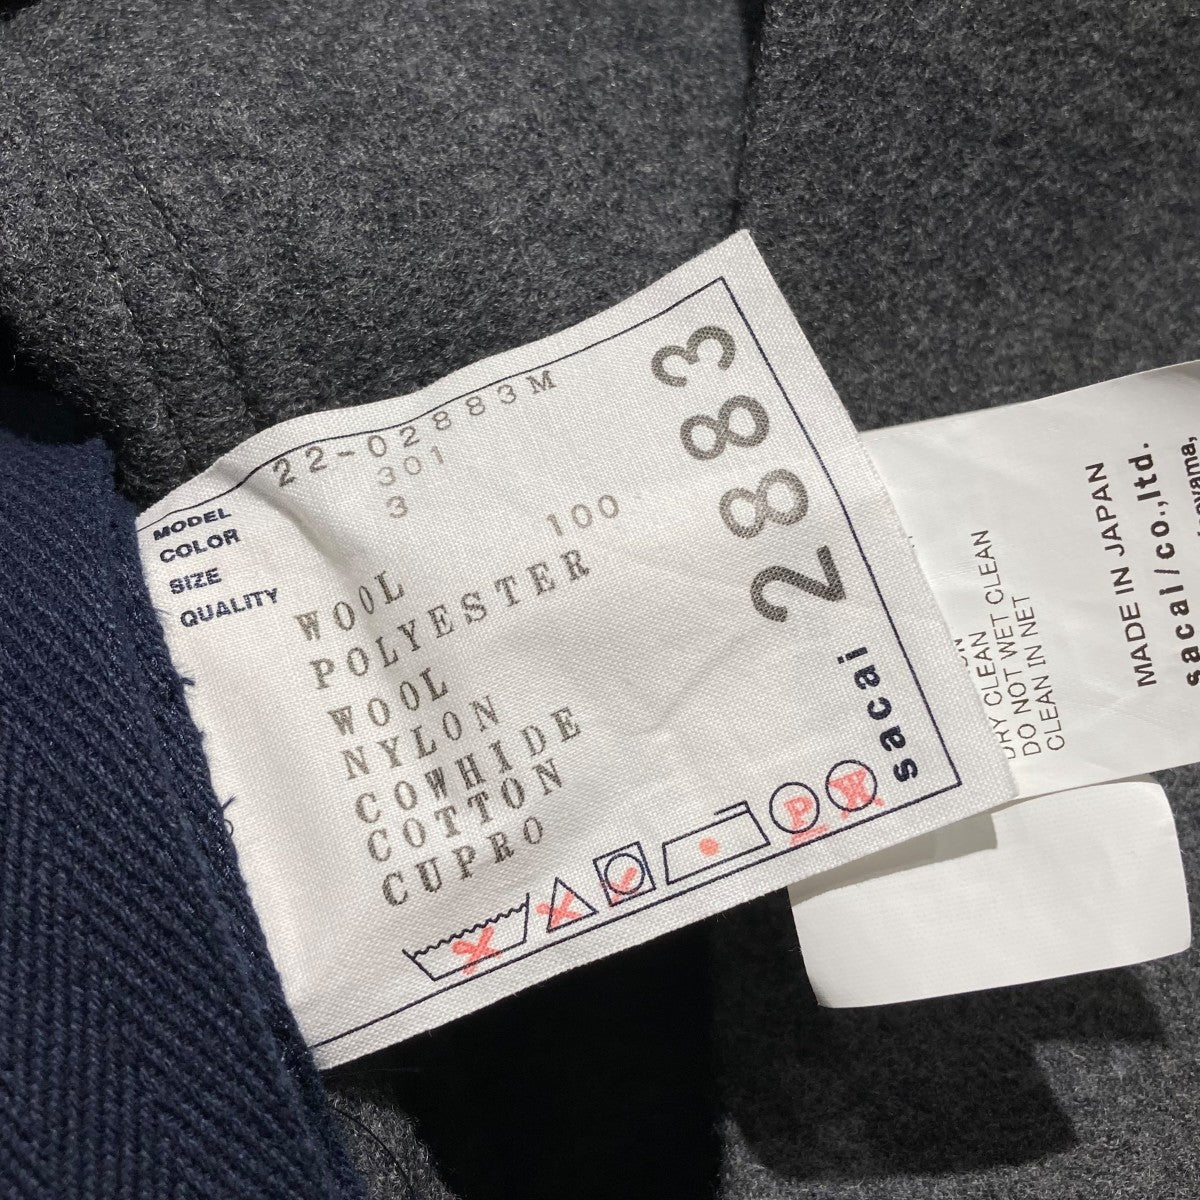 MODEL 22-02883M
COLOR 301
SIZE 3
QUALITY
WOOL 100
POLYESTER
WOOL
NYLON
COWHIDE
COTTON
CUPRO
P W
2883
sacai
DRY CLEAN
DO NOT WET CLEAN
CLEAN IN NET
MADE IN JAPAN
sacai/co.,ltd.